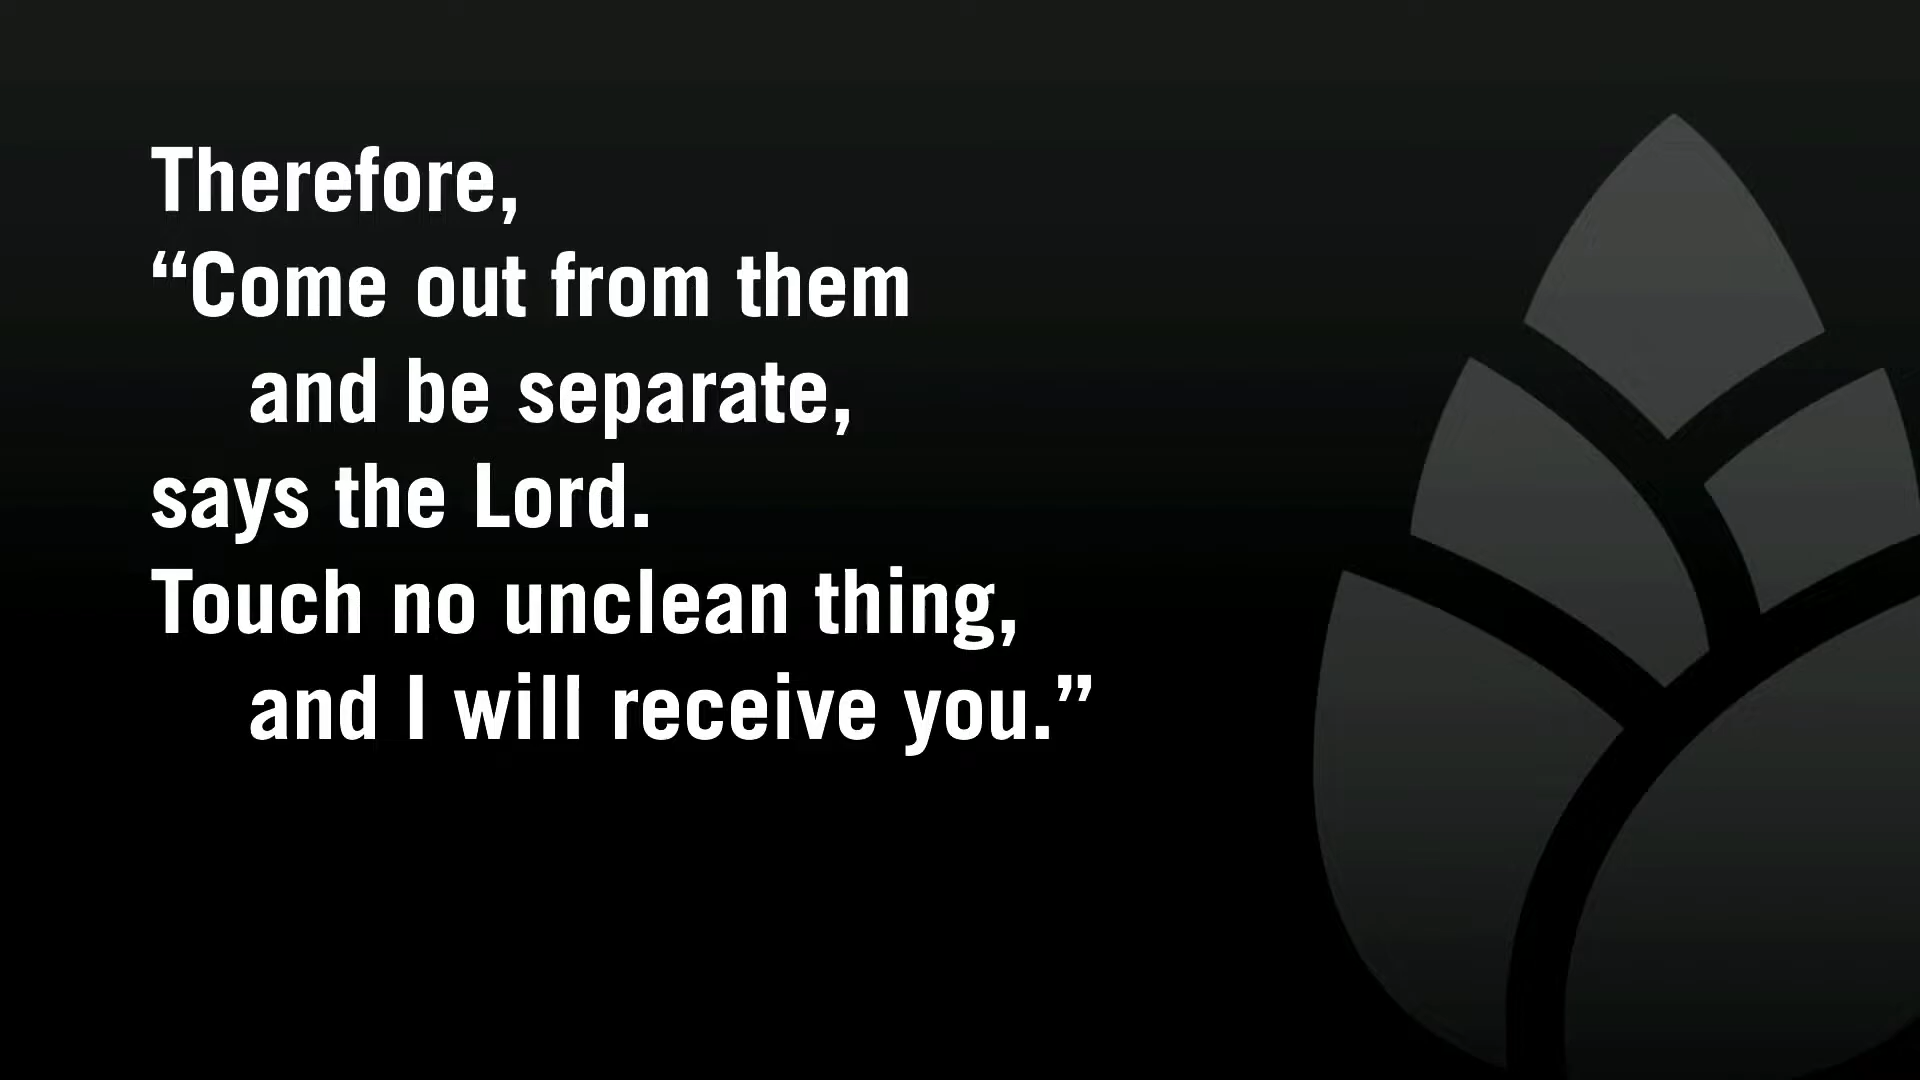 Therefore,
“Come out from them
and be separate,
says the Lord.
Touch no unclean thing,
and I will receive you.”